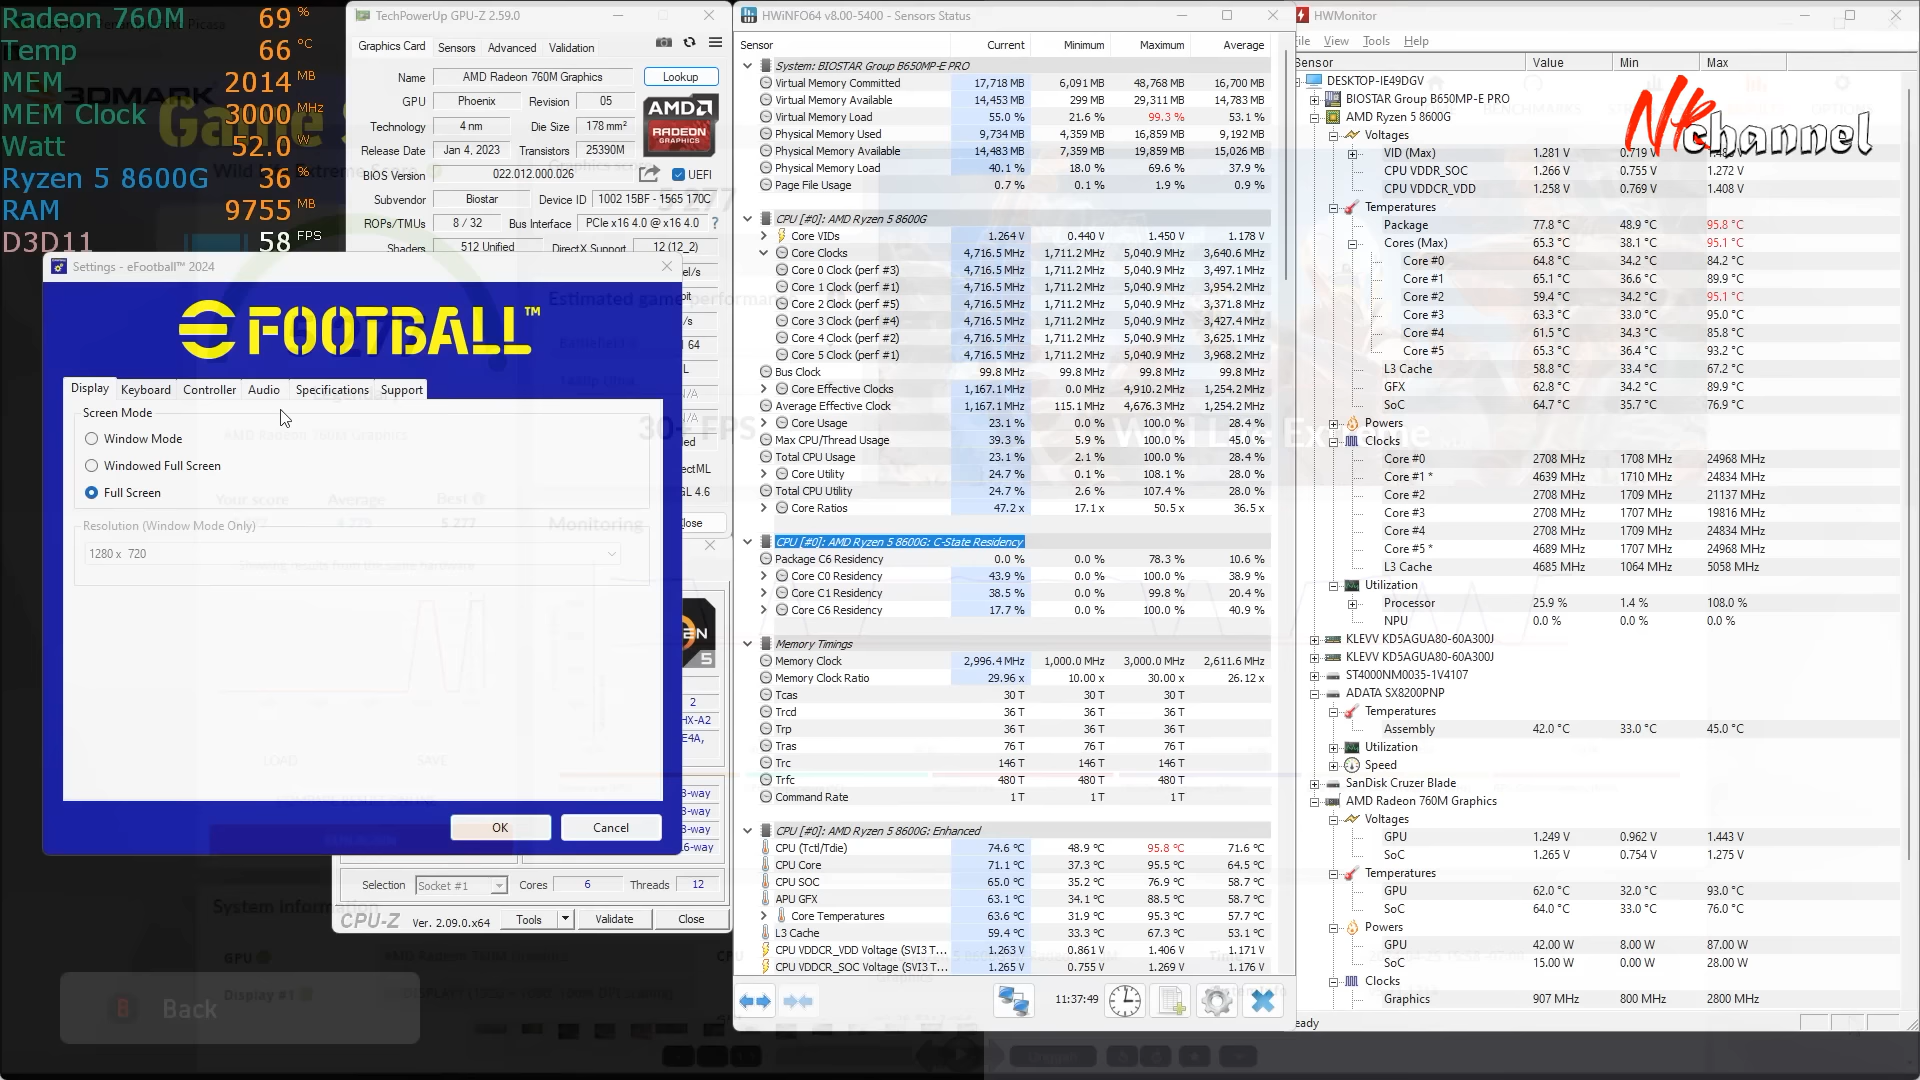 Radeon 760M 69 %
Temp 66 °C
MEM 2014 MB
MEM Clock 3000 MHz
Watt 52.0 W
Ryzen 5 8600G 36 %
RAM 9755 MB
D3D11 58 FPS
TechPowerUp GPU-Z 2.59.0
Graphics Card Sensors Advanced Validation
Name AMD Radeon 760M Graphics Lookup
GPU Phoenix Revision 05
Technology 4 nm Die Size 178 mm²
Release Date Jan 4, 2023 Transistors 25390M
BIOS Version 022.012.000.026 UEFI
Subvendor Biostar Device ID 1002 15BF - 1565 170C
ROPs/TMUs 8 / 32 Bus Interface PCIe x16 4.0 @ x16 4.0 ?
Shaders 512 Unified DirectX Support 12 (12_2)
AMD
RADEON
GRAPHICS
Settings - eFootball™ 2024
eFOOTBALL™
Display Keyboard Controller Audio Specifications Support
Screen Mode
Window Mode
Windowed Full Screen
Full Screen
Resolution (Window Mode Only)
1280 x 720
OK Cancel
Selection Socket #1 Cores 6 Threads 12
CPU-Z Ver. 2.09.0.x64 Tools Validate Close
Back
HWiNFO64 v8.00-5400 - Sensors Status
Sensor Current Minimum Maximum Average
System: BIOSTAR Group B650MP-E PRO
Virtual Memory Committed 17,718 MB 6,091 MB 48,768 MB 16,700 MB
Virtual Memory Available 14,453 MB 299 MB 29,311 MB 14,783 MB
Virtual Memory Load 55.0 % 21.6 % 99.3 % 53.1 %
Physical Memory Used 9,734 MB 4,359 MB 16,859 MB 9,192 MB
Physical Memory Available 14,483 MB 7,359 MB 19,859 MB 15,026 MB
Physical Memory Load 40.1 % 18.0 % 69.6 % 37.9 %
Page File Usage 0.7 % 0.1 % 1.9 % 0.9 %
CPU [#0]: AMD Ryzen 5 8600G
Core VIDs 1.264 V 0.440 V 1.450 V 1.178 V
Core Clocks 4,716.5 MHz 1,711.2 MHz 5,040.9 MHz 3,640.6 MHz
Core 0 Clock (perf #3) 4,716.5 MHz 1,711.2 MHz 5,040.9 MHz 3,497.1 MHz
Core 1 Clock (perf #1) 4,716.5 MHz 1,711.2 MHz 5,040.9 MHz 3,954.2 MHz
Core 2 Clock (perf #5) 4,716.5 MHz 1,711.2 MHz 5,040.9 MHz 3,371.8 MHz
Core 3 Clock (perf #4) 4,716.5 MHz 1,711.2 MHz 5,040.9 MHz 3,427.4 MHz
Core 4 Clock (perf #2) 4,716.5 MHz 1,711.2 MHz 5,040.9 MHz 3,625.1 MHz
Core 5 Clock (perf #1) 4,716.5 MHz 1,711.2 MHz 5,040.9 MHz 3,968.2 MHz
Bus Clock 99.8 MHz 99.8 MHz 99.8 MHz 99.8 MHz
Core Effective Clocks 1,167.1 MHz 0.0 MHz 4,910.2 MHz 1,254.2 MHz
Average Effective Clock 1,167.1 MHz 115.1 MHz 4,676.3 MHz 1,254.2 MHz
Core Usage 23.1 % 0.0 % 100.0 % 28.4 %
Max CPU/Thread Usage 39.3 % 5.9 % 100.0 % 45.0 %
Total CPU Usage 23.1 % 2.1 % 100.0 % 28.4 %
Core Utility 24.7 % 0.1 % 108.1 % 28.0 %
Total CPU Utility 24.7 % 2.6 % 107.4 % 28.0 %
Core Ratios 47.2 x 17.1 x 50.5 x 36.5 x
CPU [#0]: AMD Ryzen 5 8600G: C-State Residency
Package C6 Residency 0.0 % 0.0 % 78.3 % 10.6 %
Core C0 Residency 43.9 % 0.0 % 100.0 % 38.9 %
Core C1 Residency 38.5 % 0.0 % 99.8 % 20.4 %
Core C6 Residency 17.7 % 0.0 % 100.0 % 40.9 %
Memory Timings
Memory Clock 2,996.4 MHz 1,000.0 MHz 3,000.0 MHz 2,611.6 MHz
Memory Clock Ratio 29.96 x 10.00 x 30.00 x 26.12 x
Tcas 30 T 30 T 30 T
Trcd 36 T 36 T 36 T
Trp 36 T 36 T 36 T
Tras 76 T 76 T 76 T
Trc 146 T 146 T 146 T
Trfc 480 T 480 T 480 T
Command Rate 1 T 1 T 1 T
CPU [#0]: AMD Ryzen 5 8600G: Enhanced
CPU (Tctl/Tdie) 74.6 °C 48.9 °C 95.8 °C 71.6 °C
CPU Core 71.1 °C 37.3 °C 95.5 °C 64.5 °C
CPU SOC 65.0 °C 35.2 °C 76.9 °C 58.7 °C
APU GFX 63.1 °C 34.1 °C 88.5 °C 58.7 °C
Core Temperatures 63.6 °C 31.9 °C 95.3 °C 57.7 °C
L3 Cache 59.4 °C 33.3 °C 67.3 °C 53.1 °C
CPU VDDCR_VDD Voltage (SVI3 T... 1.263 V 0.861 V 1.406 V 1.171 V
CPU VDDCR_SOC Voltage (SVI3 T... 1.265 V 0.755 V 1.269 V 1.176 V
11:37:49
HWMonitor
ile View Tools Help
Sensor Value Min Max
DESKTOP-IE49DGV
BIOSTAR Group B650MP-E PRO
AMD Ryzen 5 8600G
Voltages
VID (Max) 1.281 V 0.719 V
CPU VDDR_SOC 1.266 V 0.755 V 1.272 V
CPU VDDCR_VDD 1.258 V 0.769 V 1.408 V
Temperatures
Package 77.8 °C 48.9 °C 95.8 °C
Cores (Max) 65.3 °C 38.1 °C 95.1 °C
Core #0 64.8 °C 34.2 °C 84.2 °C
Core #1 65.1 °C 36.6 °C 89.9 °C
Core #2 59.4 °C 34.2 °C 95.1 °C
Core #3 63.3 °C 33.0 °C 95.0 °C
Core #4 61.5 °C 34.3 °C 85.8 °C
Core #5 65.3 °C 36.4 °C 93.2 °C
L3 Cache 58.8 °C 33.4 °C 67.2 °C
GFX 62.8 °C 34.2 °C 89.9 °C
SoC 64.7 °C 35.7 °C 76.9 °C
Powers
Clocks
Core #0 2708 MHz 1708 MHz 24968 MHz
Core #1 * 4639 MHz 1710 MHz 24834 MHz
Core #2 2708 MHz 1709 MHz 21137 MHz
Core #3 2708 MHz 1709 MHz 19816 MHz
Core #4 2708 MHz 1709 MHz 24834 MHz
Core #5 * 4689 MHz 1707 MHz 24968 MHz
L3 Cache 4685 MHz 1064 MHz 5058 MHz
Utilization
Processor 25.9 % 1.4 % 108.0 %
NPU 0.0 % 0.0 % 0.0 %
KLEVV KD5AGUA80-60A300J
KLEVV KD5AGUA80-60A300J
ST4000NM0035-1V4107
ADATA SX8200PNP
Temperatures
Assembly 42.0 °C 33.0 °C 45.0 °C
Utilization
Speed
SanDisk Cruzer Blade
AMD Radeon 760M Graphics
Voltages
GPU 1.249 V 0.962 V 1.443 V
SoC 1.265 V 0.754 V 1.275 V
Temperatures
GPU 62.0 °C 32.0 °C 93.0 °C
SoC 64.0 °C 33.0 °C 76.0 °C
Powers
GPU 42.00 W 8.00 W 87.00 W
SoC 15.00 W 0.00 W 28.00 W
Clocks
Graphics 907 MHz 800 MHz 2800 MHz
eady
NK channel